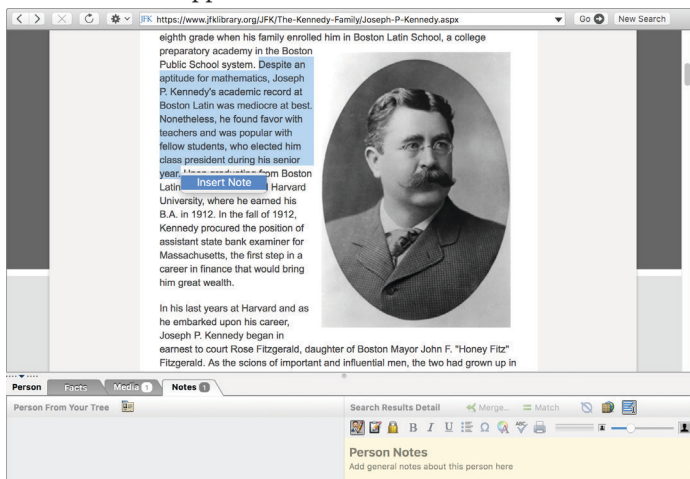 JFK https://www.jfklibrary.org/JFK/The-Kennedy-Family/Joseph-P-Kennedy.aspx Go New Search
eighth grade when his family enrolled him in Boston Latin School, a college
preparatory academy in the Boston
Public School system. Despite an
aptitude for mathematics, Joseph
P. Kennedy's academic record at
Boston Latin was mediocre at best.
Nonetheless, he found favor with
teachers and was popular with
fellow students, who elected him
class president during his senior
year. Upon graduating from Boston
Insert Note
Latin Harvard
University, where he earned his
B.A. in 1912. In the fall of 1912,
Kennedy procured the position of
assistant state bank examiner for
Massachusetts, the first step in a
career in finance that would bring
him great wealth.
In his last years at Harvard and as
he embarked upon his career,
Joseph P. Kennedy began in
earnest to court Rose Fitzgerald, daughter of Boston Mayor John F. "Honey Fitz"
Fitzgerald. As the scions of important and influential men, the two had grown up in
Person Facts Media 1 Notes 1
Person From Your Tree
Search Results Detail Merge... Match
B I U Ω ABC
Person Notes
Add general notes about this person here